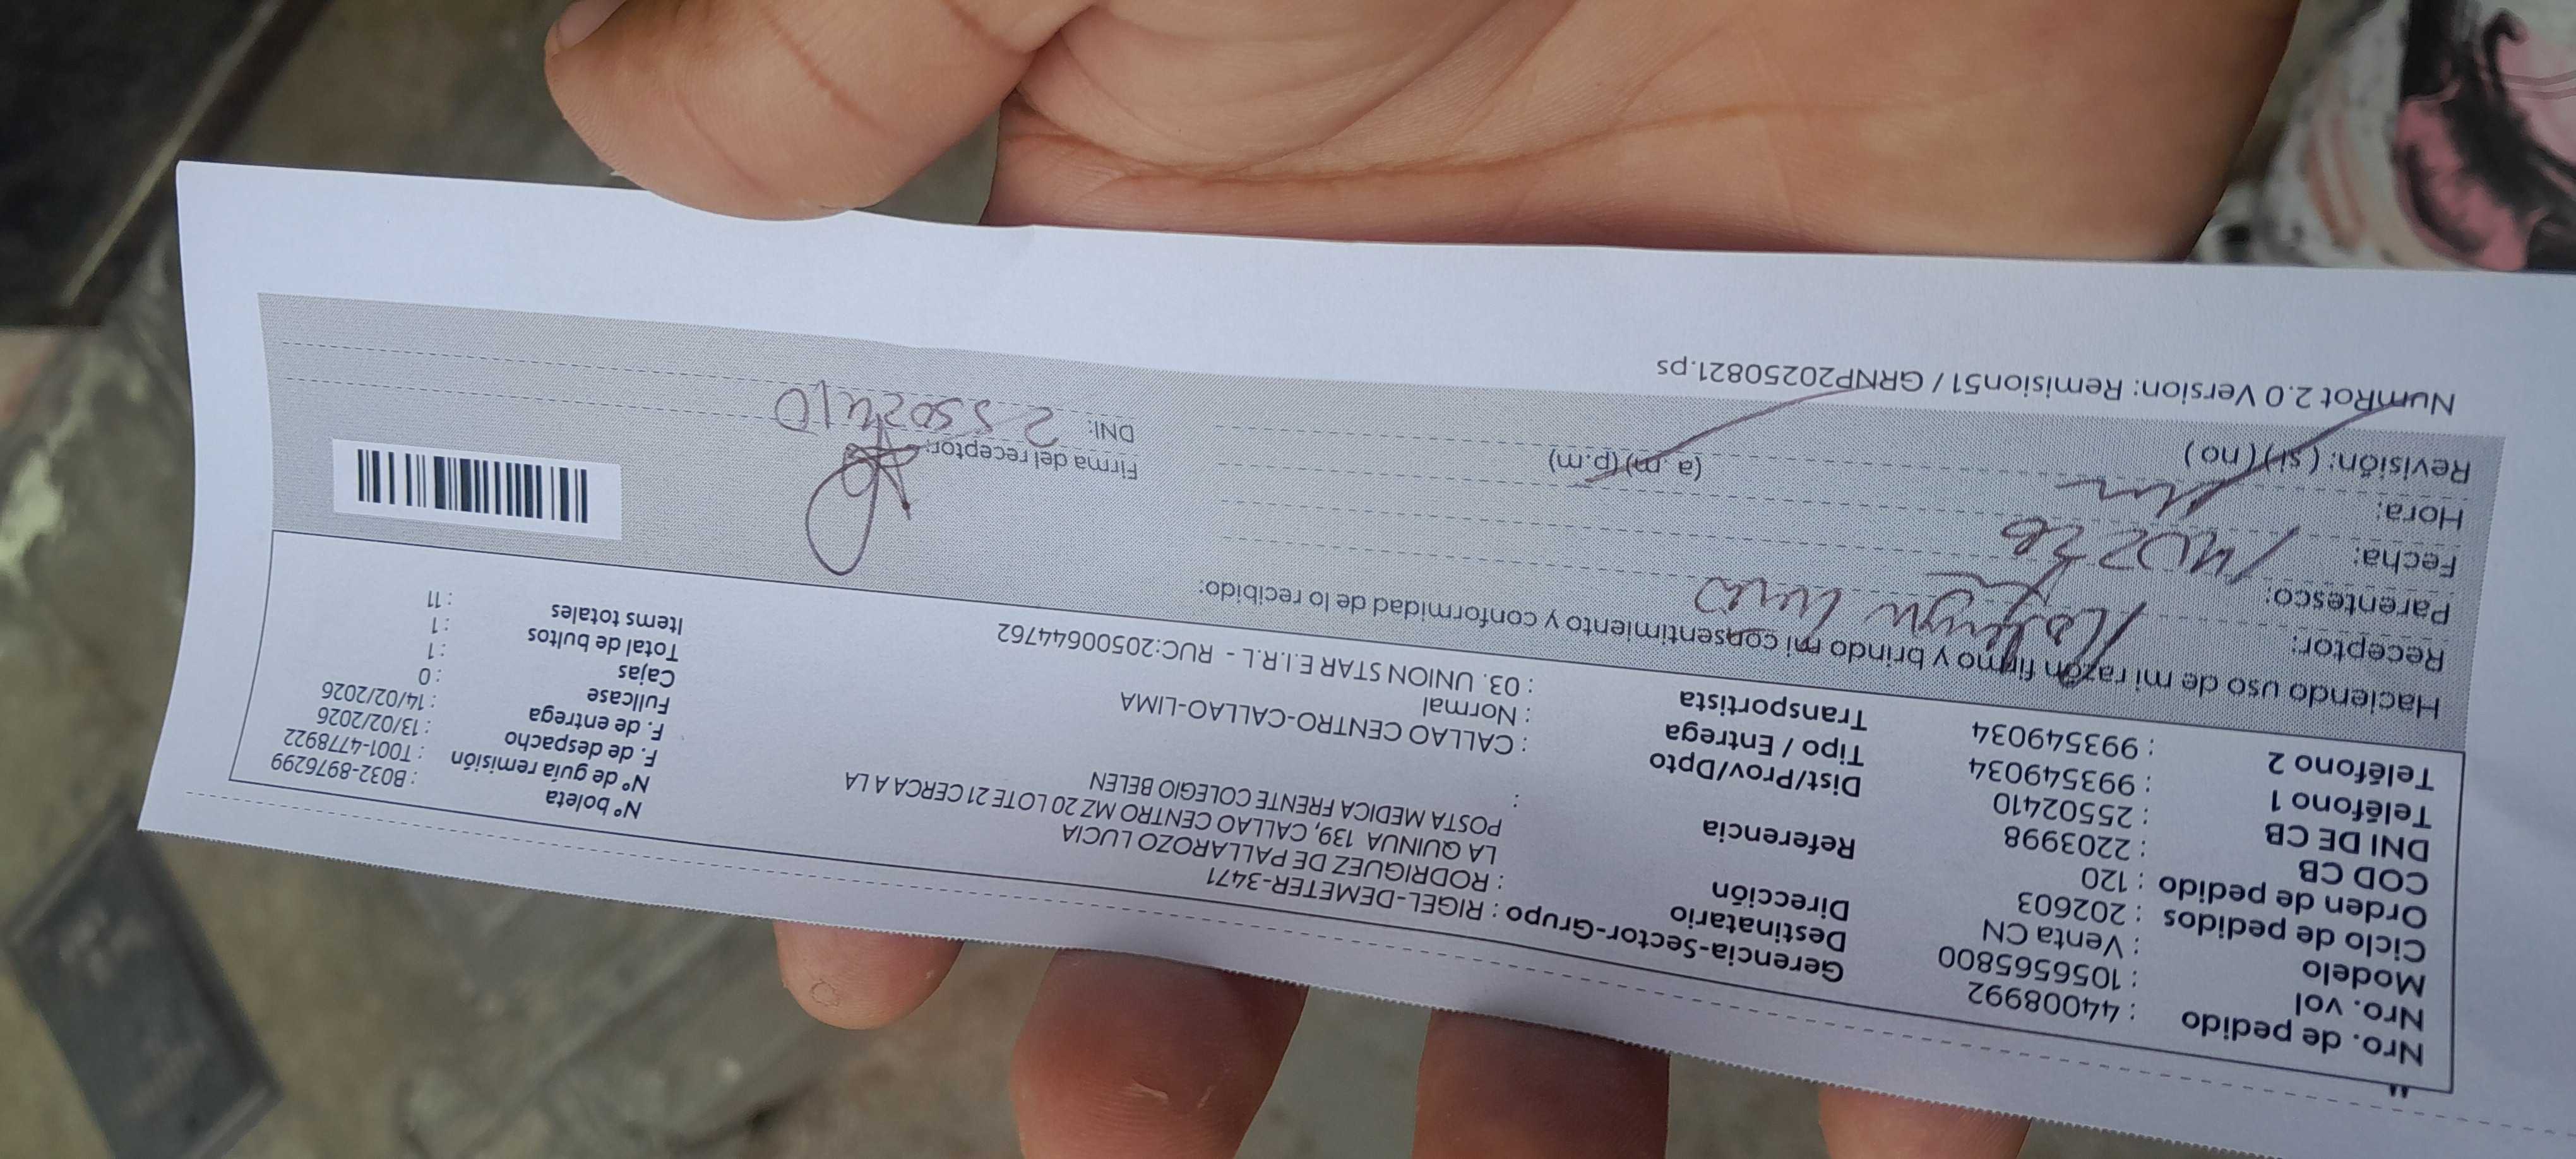 Nro. de pedido : 44008992
Nro. vol : 1056565800
Modelo : Venta CN
Ciclo de pedidos : 202603
Orden de pedido : 120
COD CB : 2203998
DNI DE CB : 25502410
Teléfono 1 : 993549034
Teléfono 2 : 993549034
Gerencia-Sector-Grupo : RIGEL-DEMETER-3471
Destinatario : RODRIGUEZ DE PALLAROZO LUCIA
Dirección LA QUINUA 139, CALLAO CENTRO MZ 20 LOTE 21 CERCA A LA
POSTA MEDICA FRENTE COLEGIO BELEN
Referencia :
Dist/Prov/Dpto : CALLAO CENTRO-CALLAO-LIMA
Tipo / Entrega : Normal
Transportista : 03. UNION STAR E.I.R.L - RUC:20500644762
N° boleta : B032-8976299
N° de guía remisión : T001-4778922
F. de despacho : 13/02/2026
F. de entrega : 14/02/2026
Fullcase : 0
Cajas : 1
Total de bultos : 1
Items totales : 11
Haciendo uso de mi razón firmo y brindo mi consentimiento y conformidad de lo recibido:
Receptor:
Parentesco:
Fecha:
Hora: (a .m) (p.m)
Revisión: ( si ) ( no )
Firma del receptor:
DNI: 25502410
NumRot 2.0 Version: Remision51 / GRNP20250821.ps